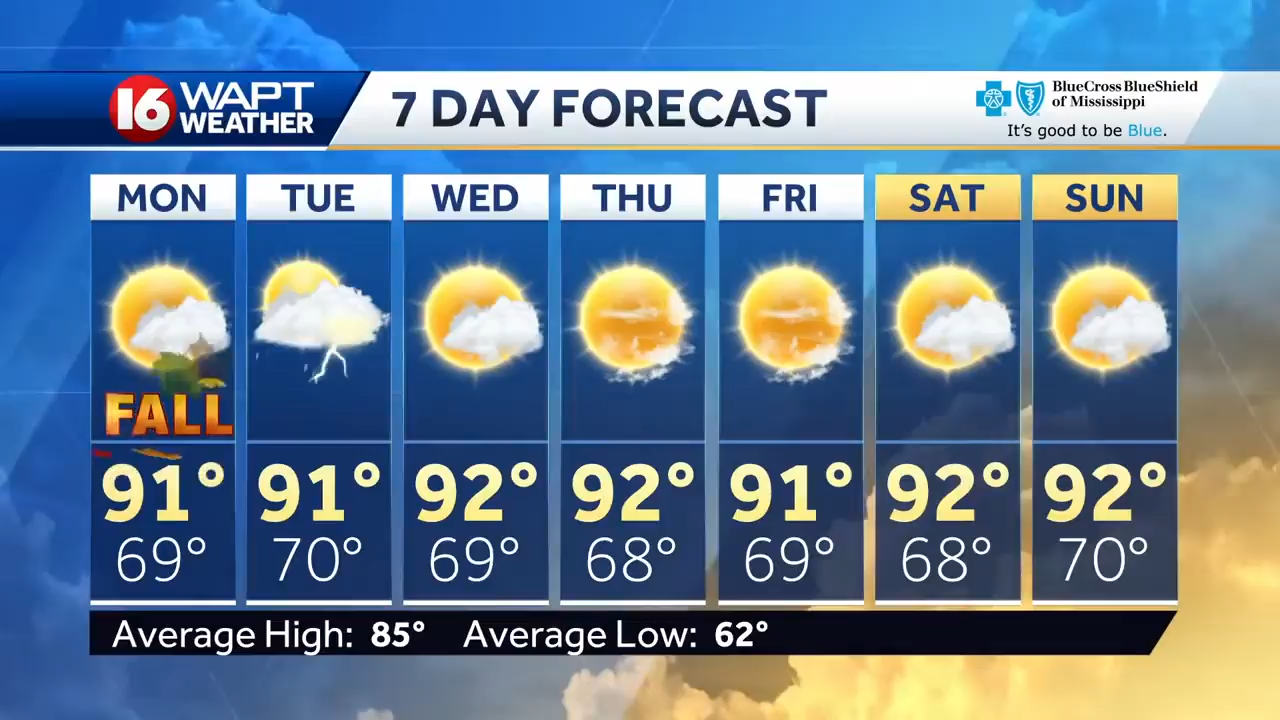 16 WAPT
WEATHER
7 DAY FORECAST
BlueCross BlueShield
of Mississippi
It's good to be Blue.
MON TUE WED THU FRI SAT SUN
FALL
91° 91° 92° 92° 91° 92° 92°
69° 70° 69° 68° 69° 68° 70°
Average High: 85° Average Low: 62°